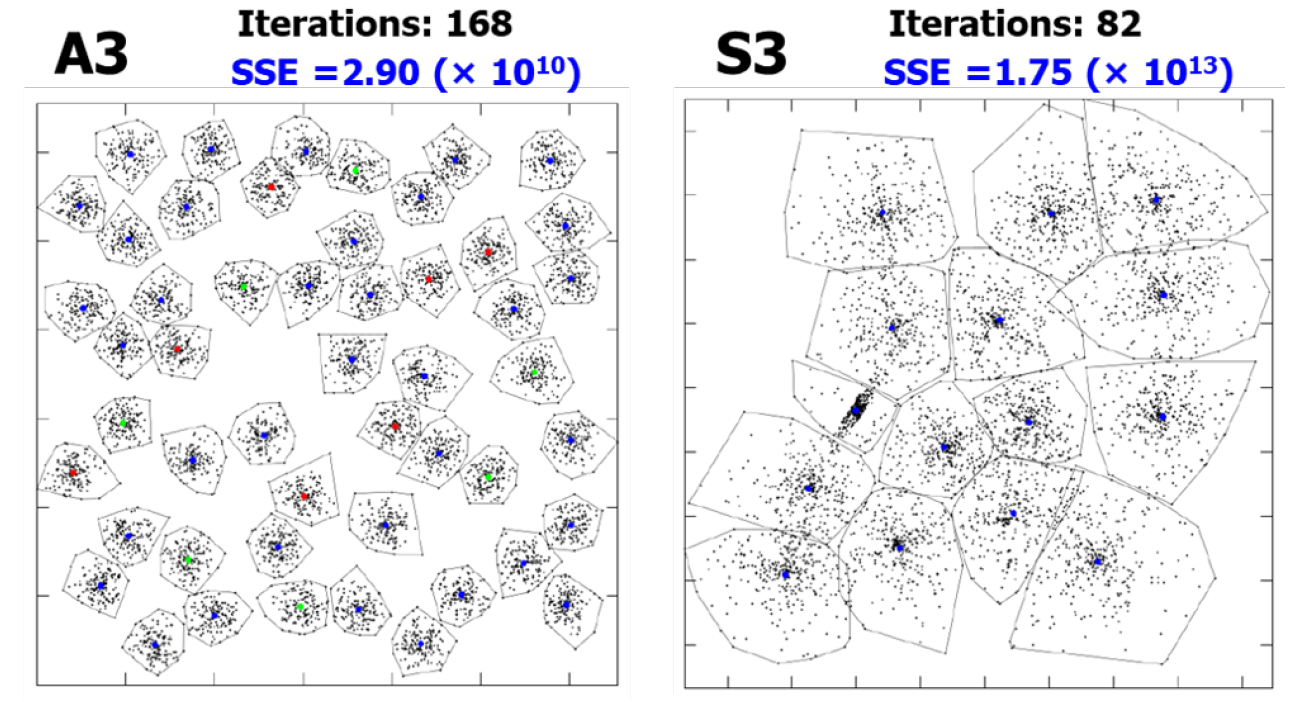 A3
Iterations: 168
SSE =2.90 (× 10¹⁰)
S3
Iterations: 82
SSE =1.75 (× 10¹³)